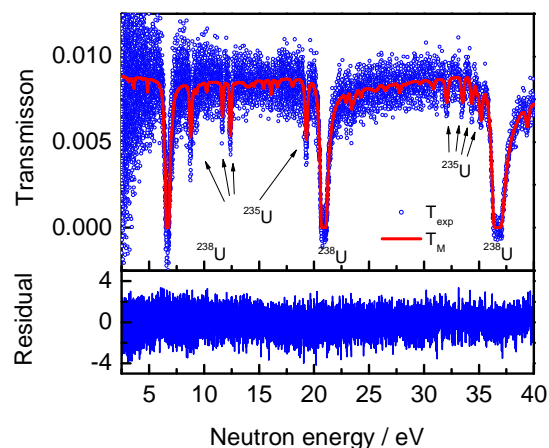 0.010
0.005
0.000
Transmisson
235U
235U
Texp
TM
238U
238U
238U
4
0
-4
Residual
5 10 15 20 25 30 35 40
Neutron energy / eV